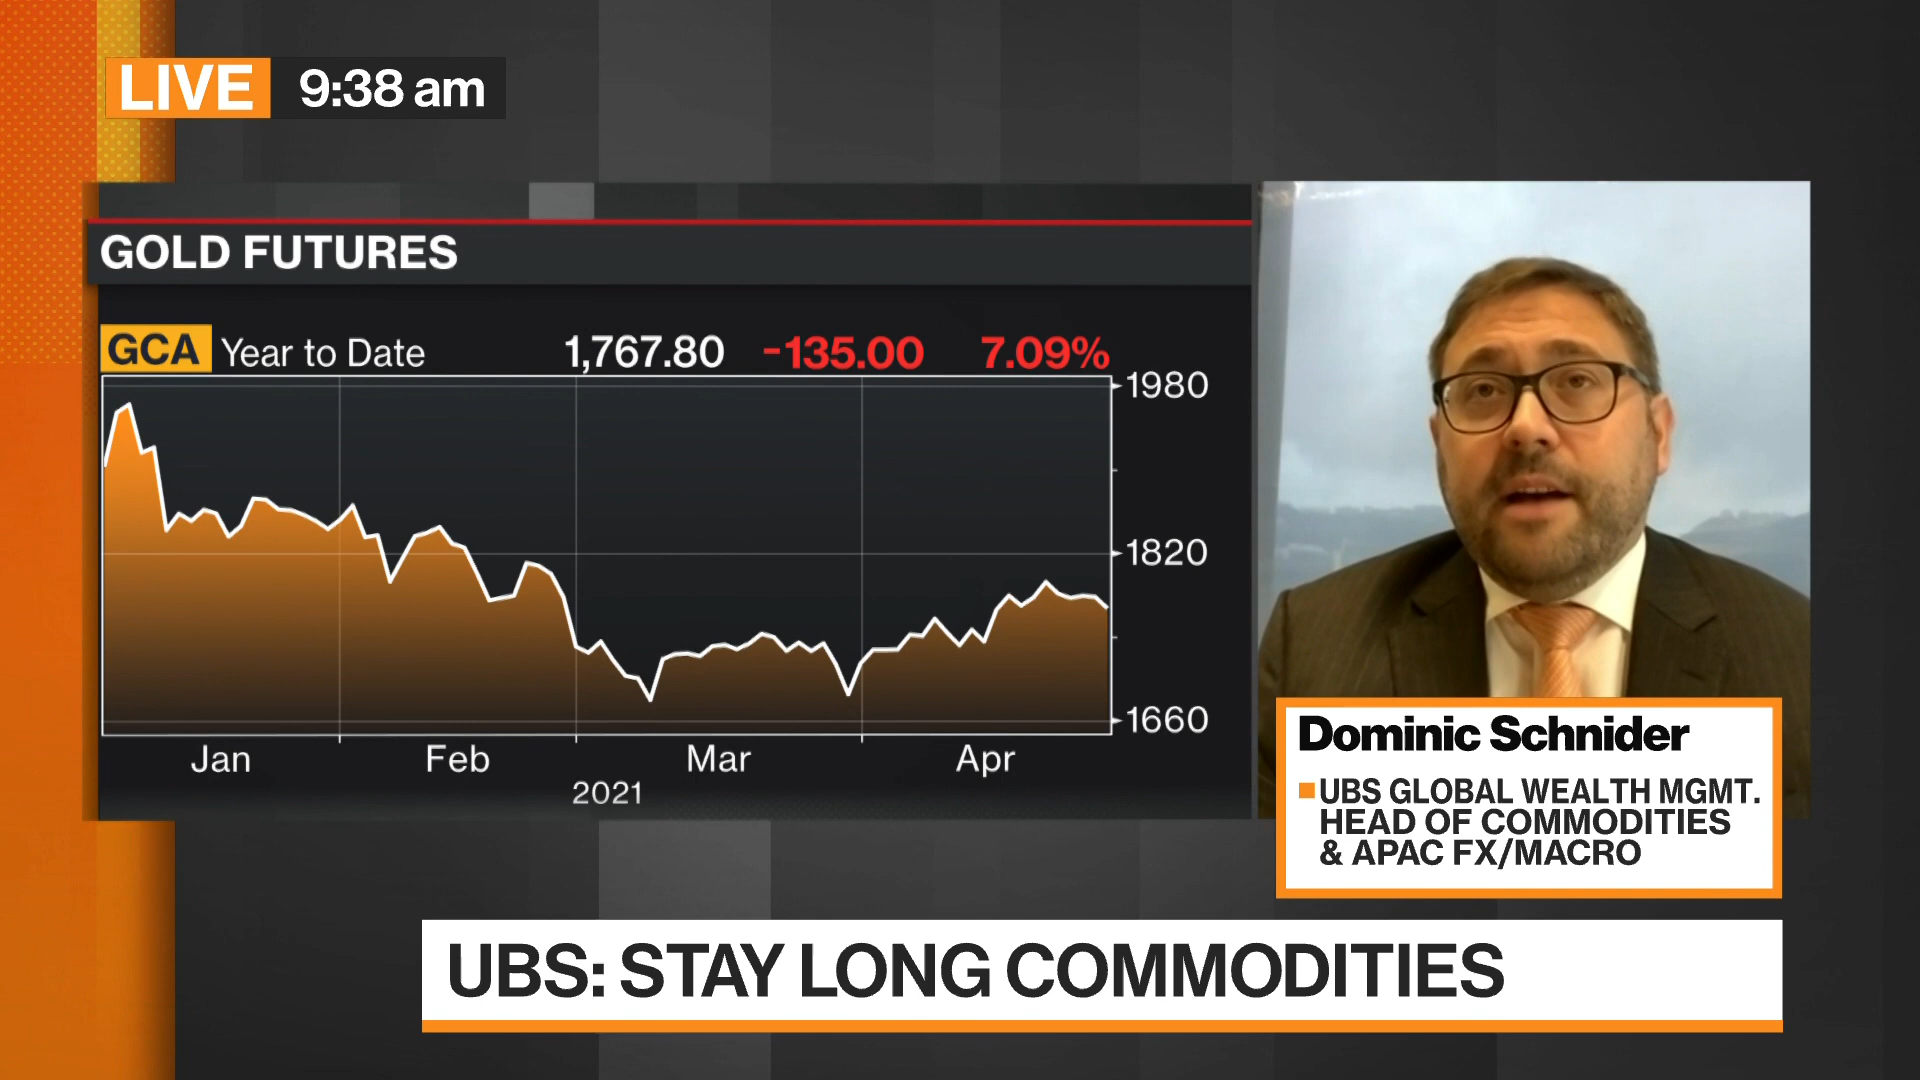 LIVE 9:38 am
GOLD FUTURES
GCA Year to Date 1,767.80 -135.00 7.09%
1980
1820
1660
Jan Feb Mar Apr
2021
Dominic Schnider
UBS GLOBAL WEALTH MGMT.
HEAD OF COMMODITIES
& APAC FX/MACRO
UBS: STAY LONG COMMODITIES